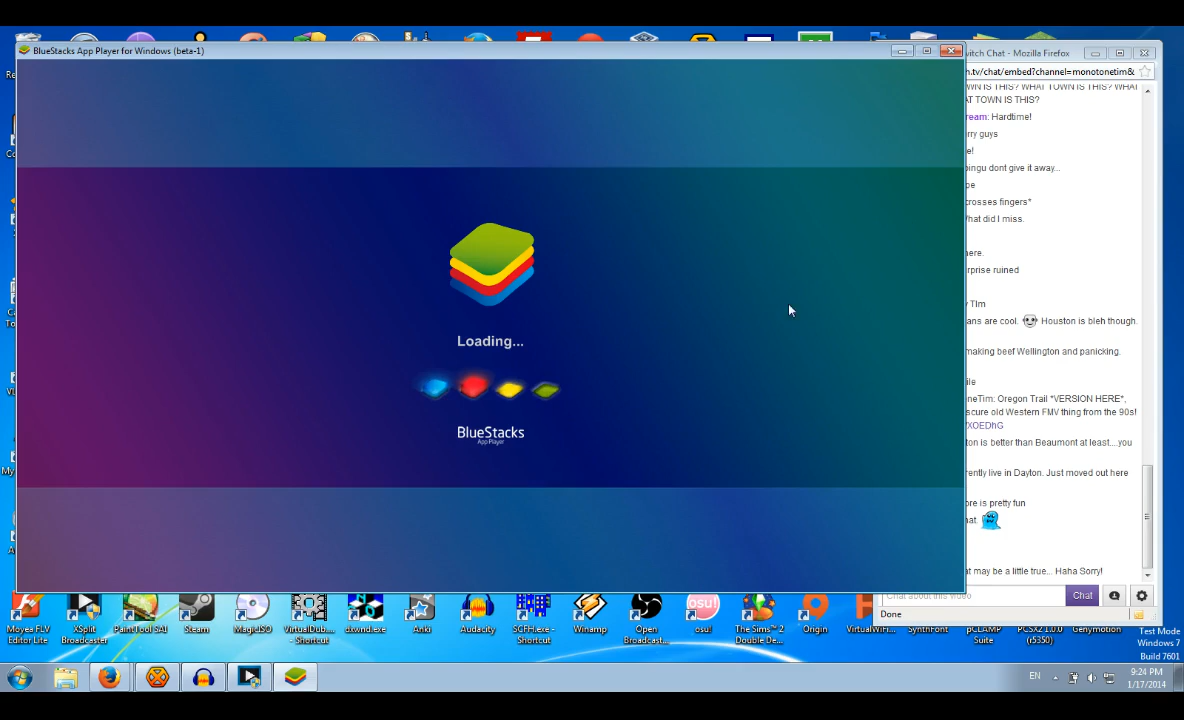 BlueStacks App Player for Windows (beta-1)
Loading...
BlueStacks
App Player
witch Chat - Mozilla Firefox
n.tv/chat/embed?channel=monotonetim&
WN IS THIS? WHAT TOWN IS THIS? WHAT
AT TOWN IS THIS?
ream: Hardtime!
rry guys
e!
pingu dont give it away...
pe
crosses fingers*
What did I miss.
here.
rprise ruined
y TIm
ans are cool. Houston is bleh though.
making beef Wellington and panicking.
file
neTim: Oregon Trail *VERSION HERE*,
scure old Western FMV thing from the 90s!
/XOEDhG
ton is better than Beaumont at least....you
rently live in Dayton. Just moved out here
ore is pretty fun
hat.
at may be a little true... Haha Sorry!
Chat about this video
Chat
Done
Moyea FLV Editor Lite
XSplit Broadcaster
PaintTool SAI
Steam
MagicISO
VirtualDub... - Shortcut
dxwnd.exe
Anki
Audacity
SCFH.exe - Shortcut
Winamp
Open Broadcast...
osu!
The Sims™ 2 Double De...
Origin
VirtualWiFi...
SynthFont
pCLAMP Suite
PCSX2 1.0.0 (r5350)
Genymotion
Test Mode
Windows 7
Build 7601
EN
9:24 PM
1/17/2014